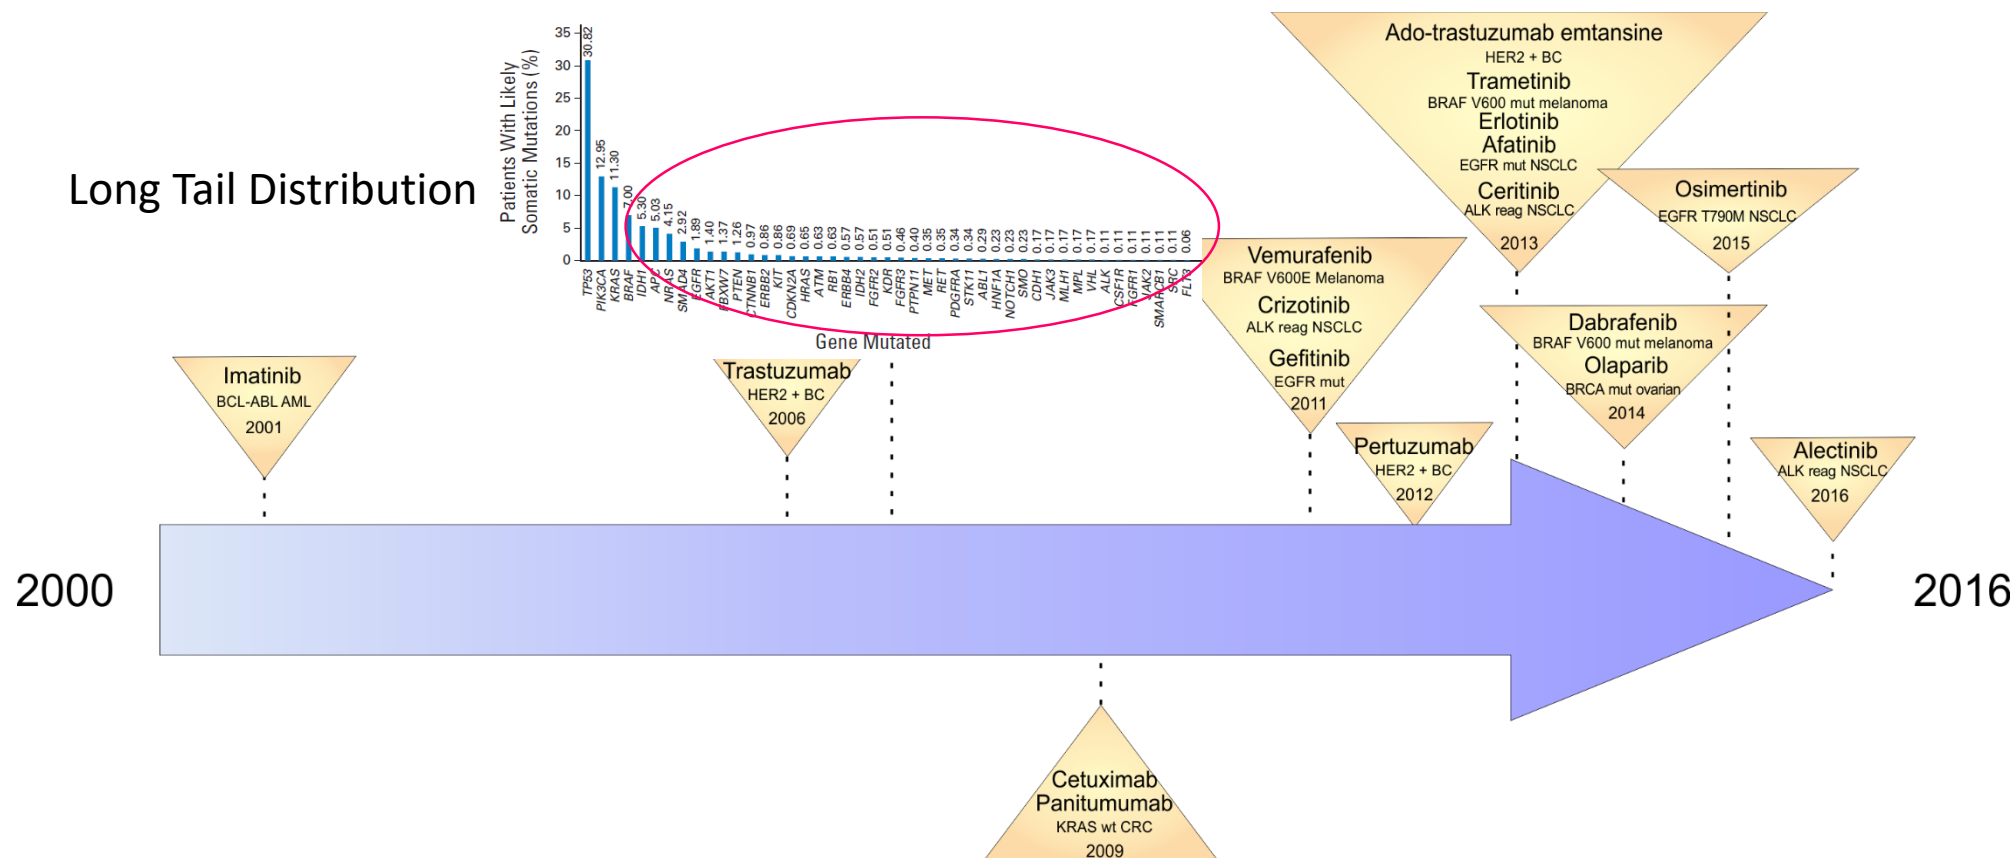 Long Tail Distribution
Patients With Likely
Somatic Mutations (%)
35
30
25
20
15
10
5
0
30.82
12.95
11.30
7.00
5.30
5.03
4.15
2.92
1.89
1.40
1.37
1.26
0.97
0.86
0.86
0.69
0.65
0.63
0.63
0.57
0.57
0.51
0.51
0.46
0.40
0.35
0.35
0.34
0.34
0.29
0.23
0.23
0.23
0.17
0.17
0.17
0.17
0.17
0.11
0.11
0.11
0.11
0.11
0.11
0.06
TP53
PIK3CA
KRAS
BRAF
IDH1
APC
NRAS
SMAD4
EGFR
AKT1
FBXW7
PTEN
CTNNB1
ERBB2
KIT
CDKN2A
HRAS
ATM
RB1
ERBB4
IDH2
FGFR2
KDR
FGFR3
PTPN11
MET
RET
PDGFRA
STK11
ABL1
HNF1A
NOTCH1
SMO
CDH1
JAK3
MLH1
MPL
VHL
ALK
CSF1R
FGFR1
JAK2
SMARCB1
SRC
FLT3
Gene Mutated
Imatinib
BCL-ABL AML
2001
Trastuzumab
HER2 + BC
2006
Vemurafenib
BRAF V600E Melanoma
Crizotinib
ALK reag NSCLC
Gefitinib
EGFR mut
2011
Pertuzumab
HER2 + BC
2012
Ado-trastuzumab emtansine
HER2 + BC
Trametinib
BRAF V600 mut melanoma
Erlotinib
Afatinib
EGFR mut NSCLC
Ceritinib
ALK reag NSCLC
2013
Dabrafenib
BRAF V600 mut melanoma
Olaparib
BRCA mut ovarian
2014
Osimertinib
EGFR T790M NSCLC
2015
Alectinib
ALK reag NSCLC
2016
2000
2016
Cetuximab
Panitumumab
KRAS wt CRC
2009